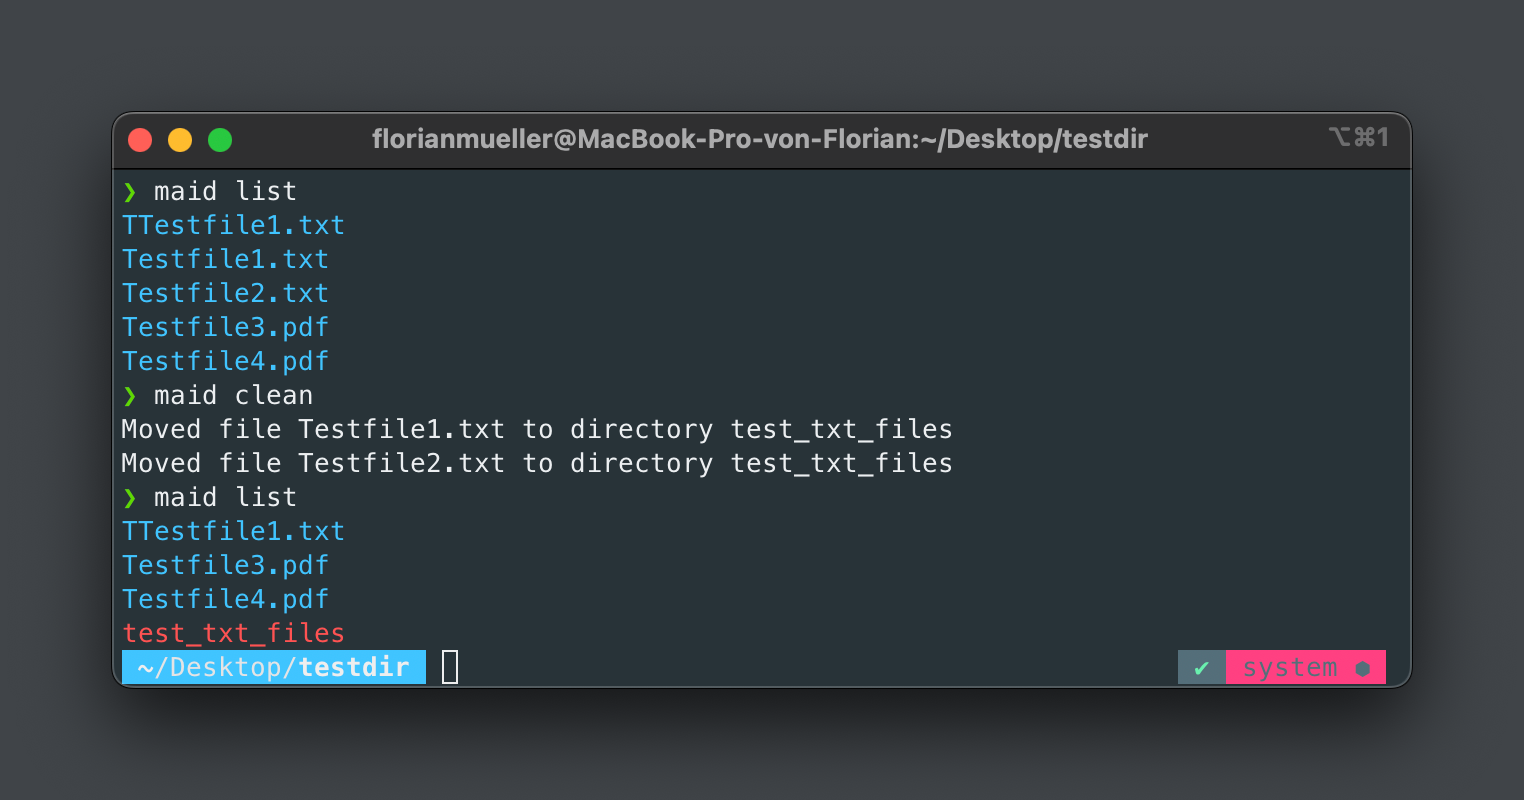 florianmueller@MacBook-Pro-von-Florian:~/Desktop/testdir ⌥⌘1
❯ maid list
TTestfile1.txt
Testfile1.txt
Testfile2.txt
Testfile3.pdf
Testfile4.pdf
❯ maid clean
Moved file Testfile1.txt to directory test_txt_files
Moved file Testfile2.txt to directory test_txt_files
❯ maid list
TTestfile1.txt
Testfile3.pdf
Testfile4.pdf
test_txt_files
~/Desktop/testdir ✔ system ⬢